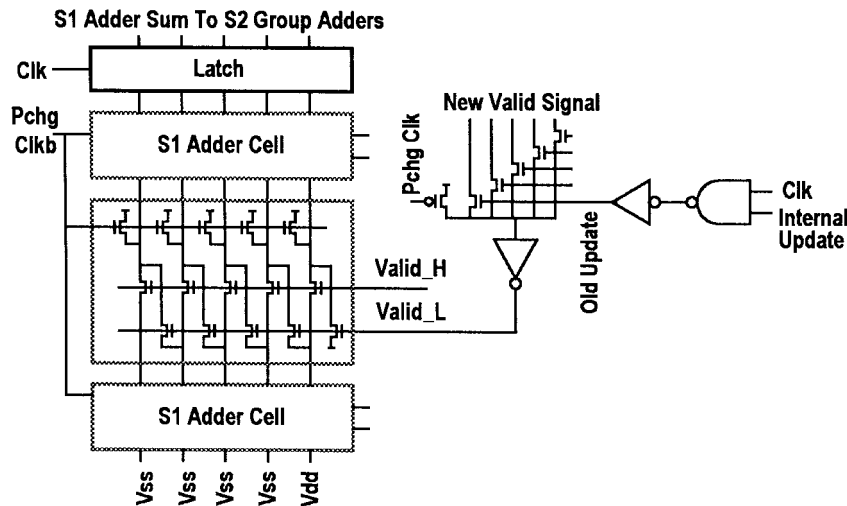 S1 Adder Sum To S2 Group Adders
Clk
Latch
Pchg
Clkb
S1 Adder Cell
New Valid Signal
Pchg Clk
Clk
Internal
Update
Old Update
Valid_H
Valid_L
S1 Adder Cell
Vss
Vss
Vss
Vss
Vdd